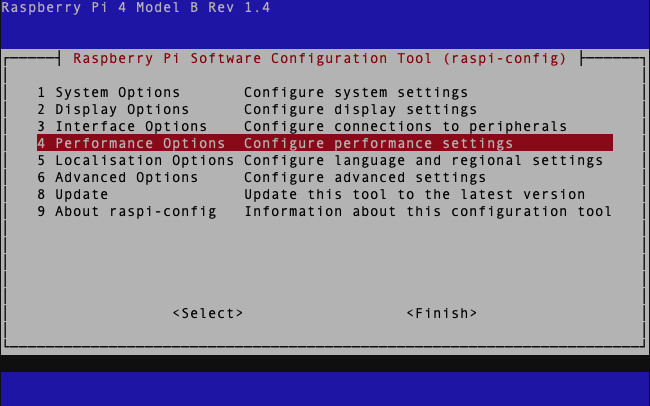 Raspberry Pi 4 Model B Rev 1.4
Raspberry Pi Software Configuration Tool (raspi-config)
1 System Options Configure system settings
2 Display Options Configure display settings
3 Interface Options Configure connections to peripherals
4 Performance Options Configure performance settings
5 Localisation Options Configure language and regional settings
6 Advanced Options Configure advanced settings
8 Update Update this tool to the latest version
9 About raspi-config Information about this configuration tool
<Select> <Finish>